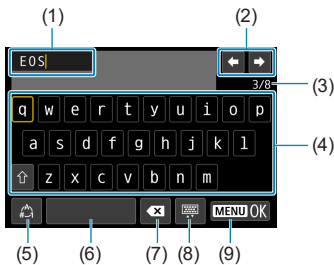 (1) (2)
EOS
3/8 (3)
q w e r t y u i o p
a s d f g h j k l (4)
z x c v b n m
MENU OK
(5) (6) (7) (8) (9)